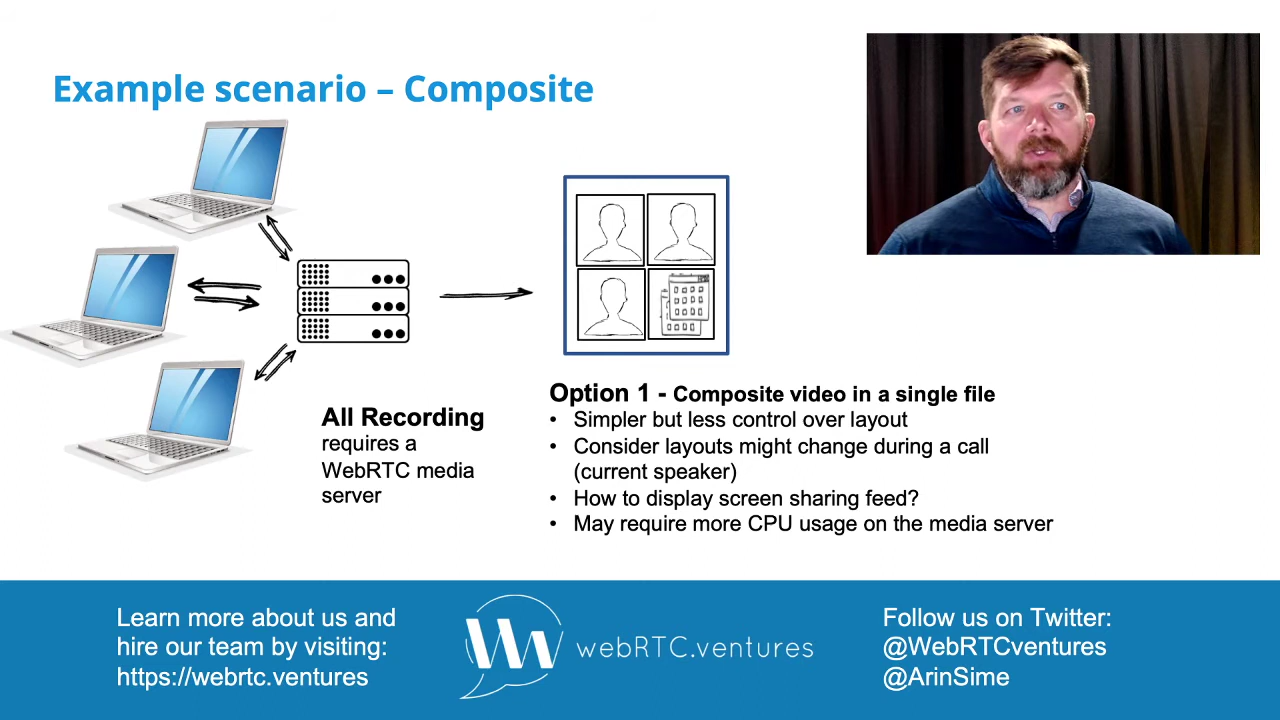 Example scenario – Composite
All Recording
requires a
WebRTC media
server
Option 1 - Composite video in a single file
• Simpler but less control over layout
• Consider layouts might change during a call
(current speaker)
• How to display screen sharing feed?
• May require more CPU usage on the media server
Learn more about us and
hire our team by visiting:
https://webrtc.ventures
webRTC.ventures
Follow us on Twitter:
@WebRTCventures
@ArinSime